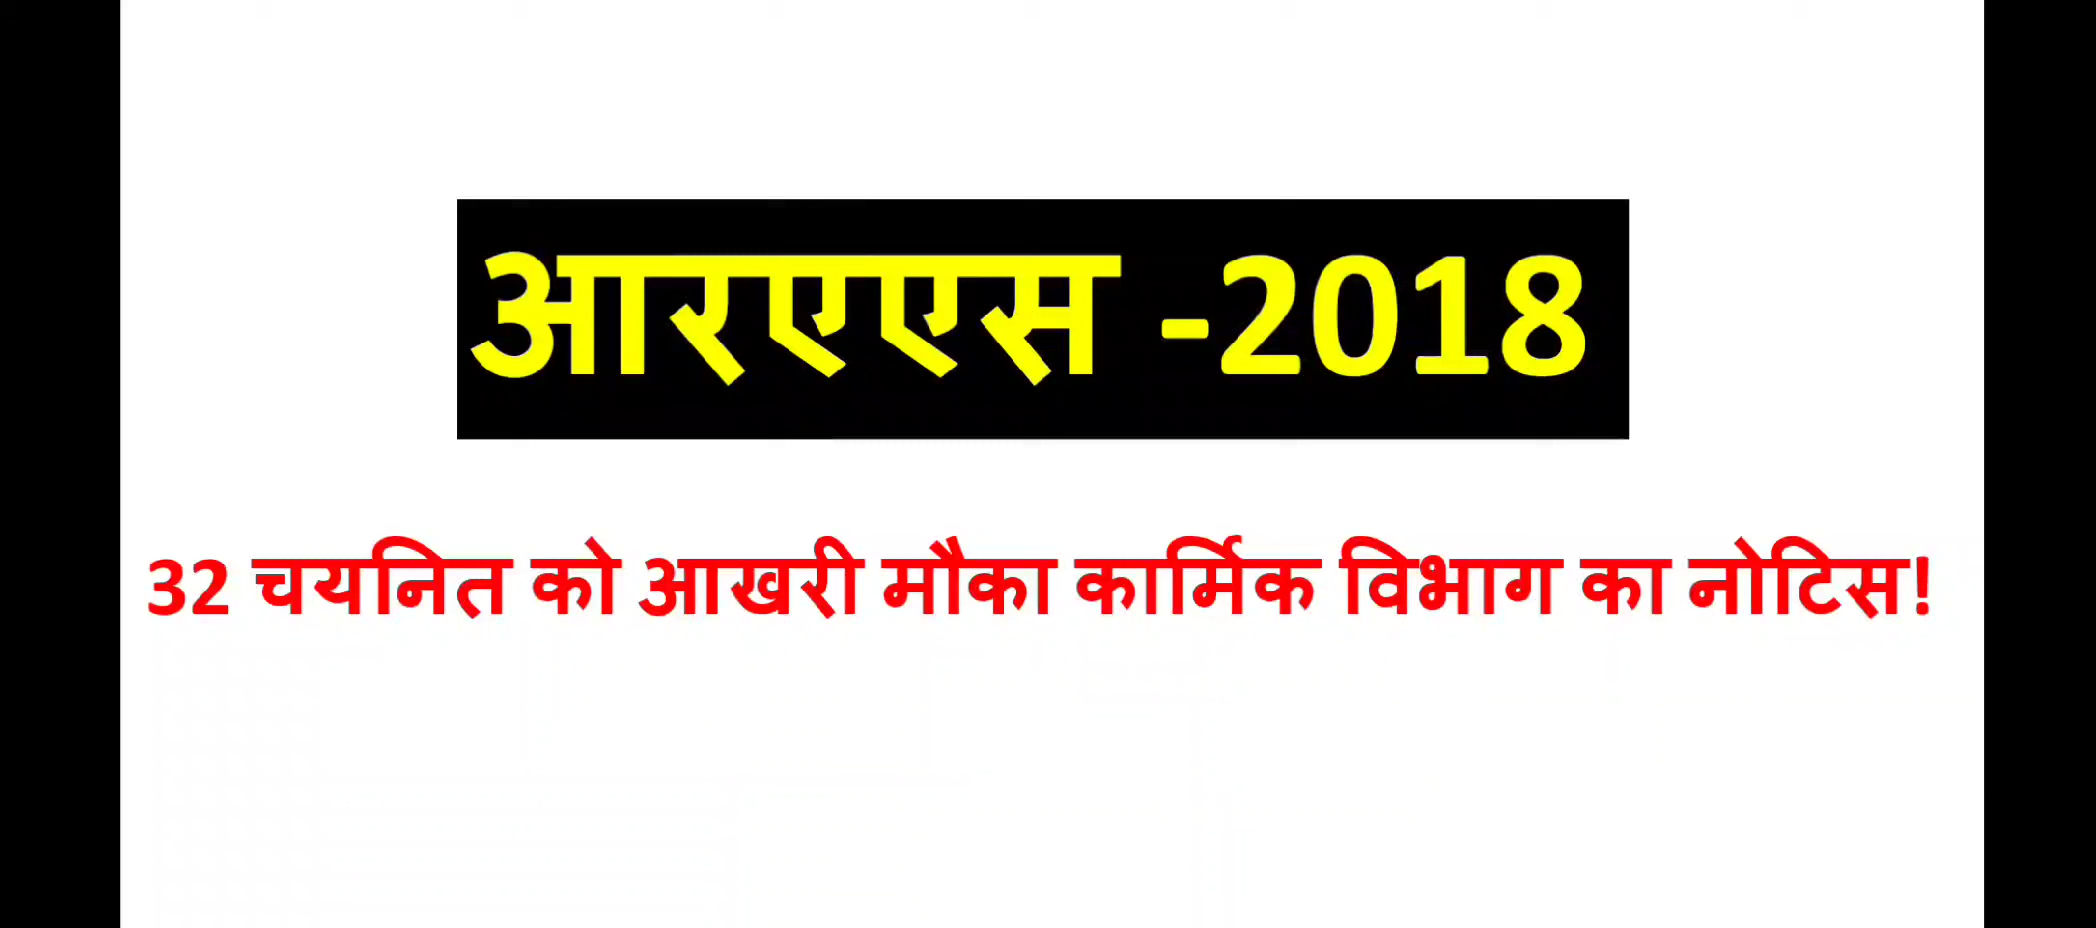 आरएएस -2018
32 चयनित को आखरी मौका कार्मिक विभाग का नोटिस!